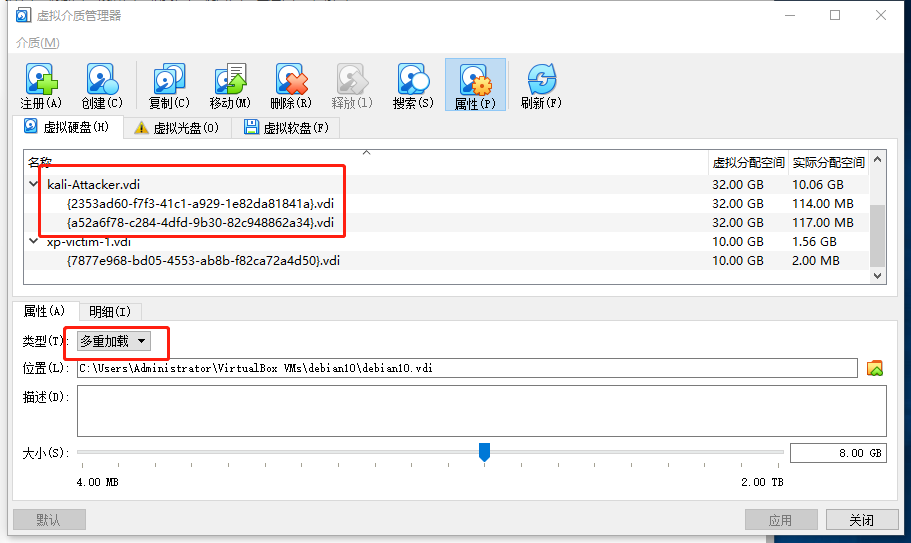 虚拟介质管理器
介质(M)
注册(A) 创建(C) 复制(C) 移动(M) 删除(R) 释放(l) 搜索(S) 属性(P) 刷新(F)
虚拟硬盘(H) 虚拟光盘(O) 虚拟软盘(F)
名称 虚拟分配空间 实际分配空间
kali-Attacker.vdi 32.00 GB 10.06 GB
{2353ad60-f7f3-41c1-a929-1e82da81841a}.vdi 32.00 GB 114.00 MB
{a52a6f78-c284-4dfd-9b30-82c948862a34}.vdi 32.00 GB 117.00 MB
xp-victim-1.vdi 10.00 GB 1.56 GB
{7877e968-bd05-4553-ab8b-f82ca72a4d50}.vdi 10.00 GB 2.00 MB
属性(A) 明细(I)
类型(T): 多重加载
位置(L): C:\Users\Administrator\VirtualBox VMs\debian10\debian10.vdi
描述(D):
大小(S): 8.00 GB
4.00 MB 2.00 TB
默认 应用 关闭